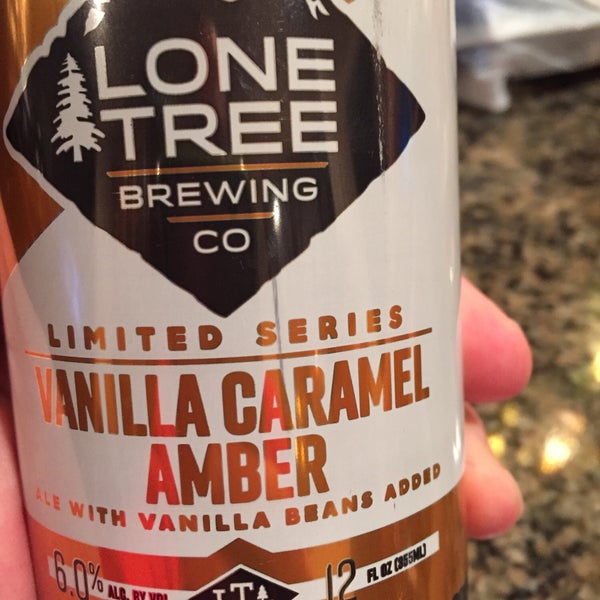 LONE
TREE
BREWING
CO
LIMITED SERIES
VANILLA CARAMEL
AMBER
ALE WITH VANILLA BEANS ADDED
6.0% ALC. BY VOL
LT
12 FL OZ (355ML)